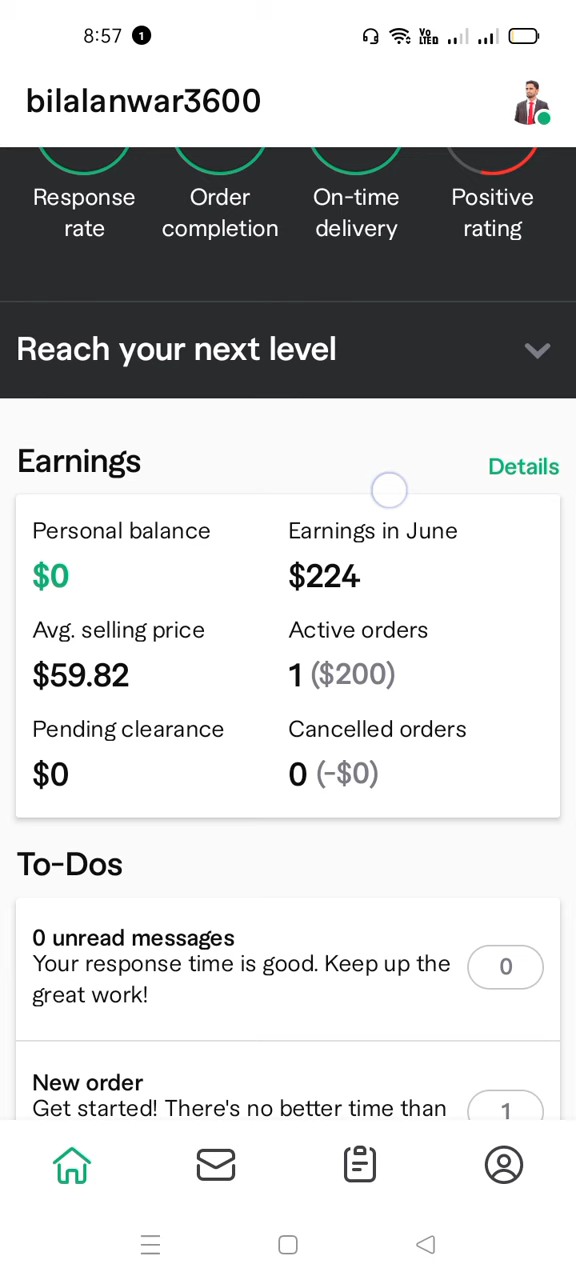 8:57 1 Vo LTED
bilalanwar3600
Response rate
Order completion
On-time delivery
Positive rating
Reach your next level
Earnings
Details
Personal balance
Earnings in June
$0
$224
Avg. selling price
Active orders
$59.82
1 ($200)
Pending clearance
Cancelled orders
$0
0 (-$0)
To-Dos
0 unread messages
Your response time is good. Keep up the
great work!
0
New order
Get started! There's no better time than
1